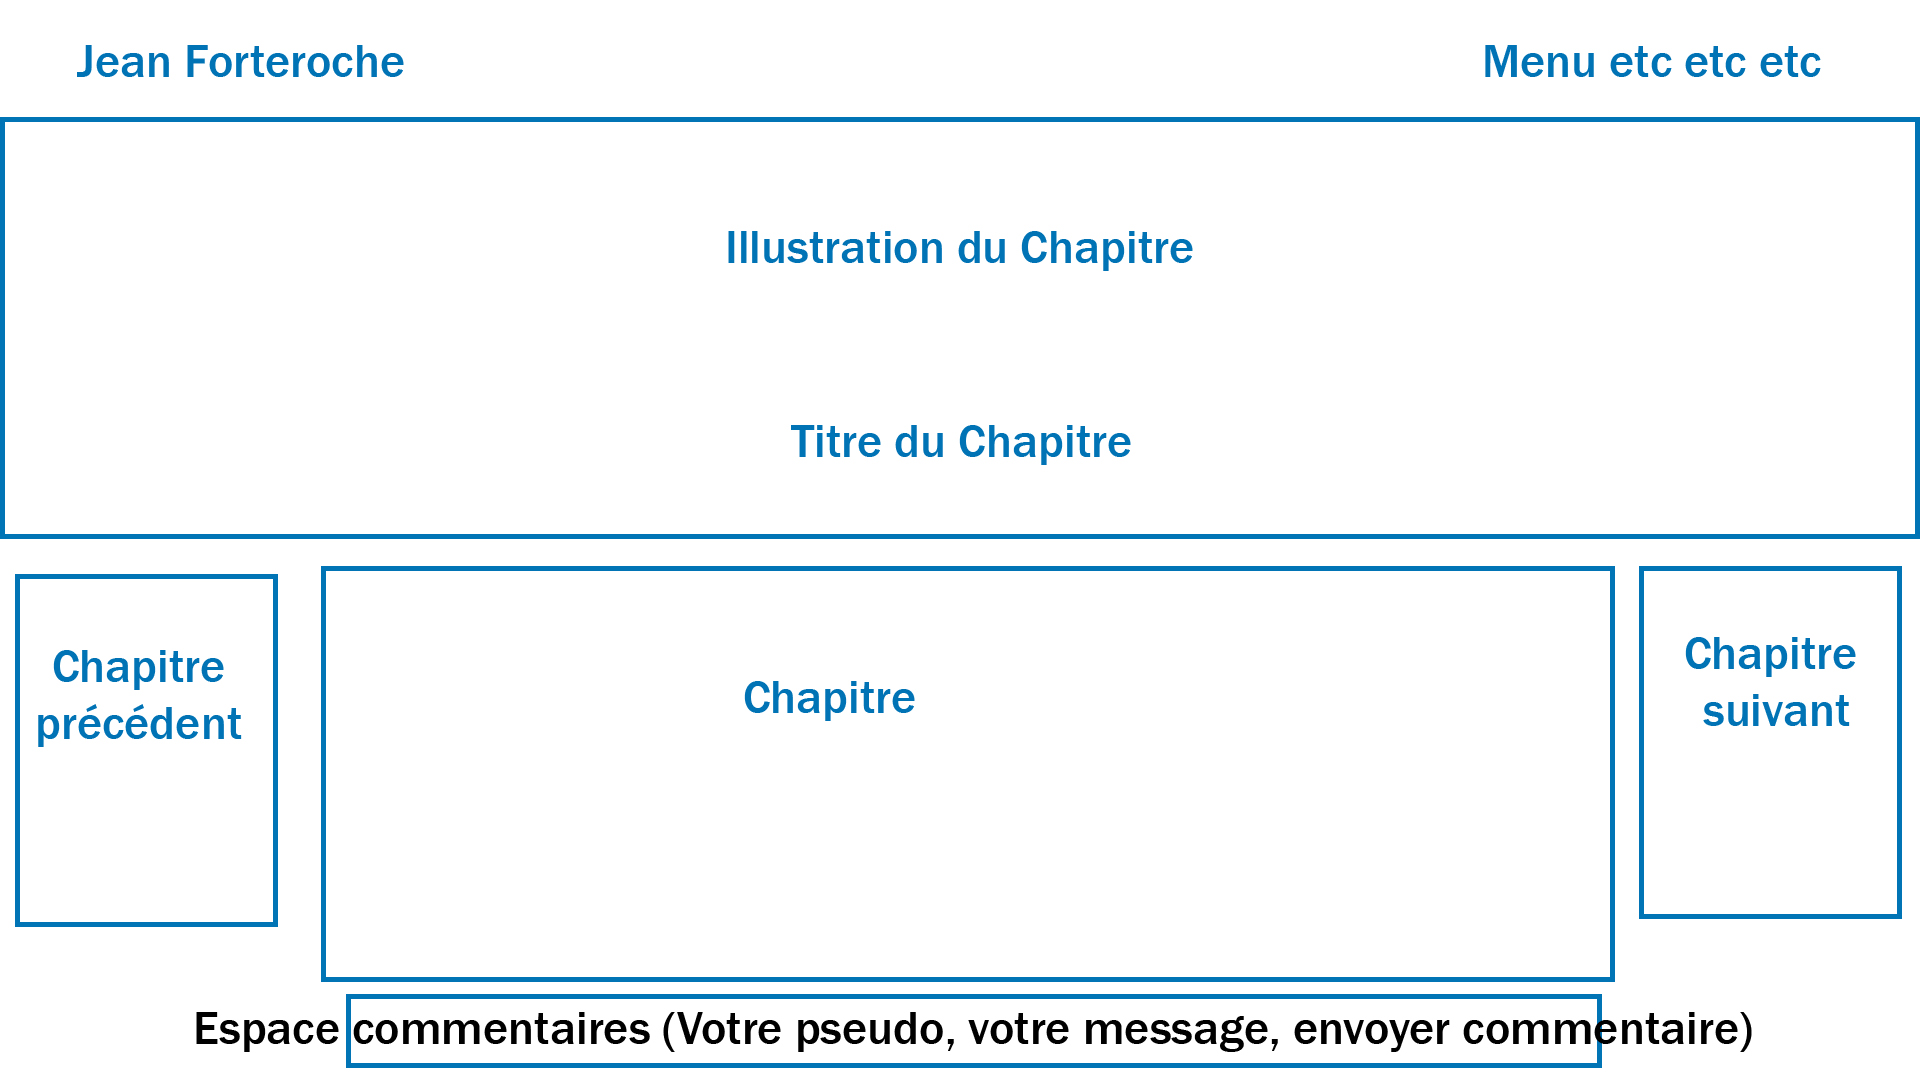 Jean Forteroche
Menu etc etc etc
Illustration du Chapitre
Titre du Chapitre
Chapitre
précédent
Chapitre
Chapitre
suivant
Espace commentaires (Votre pseudo, votre message, envoyer commentaire)